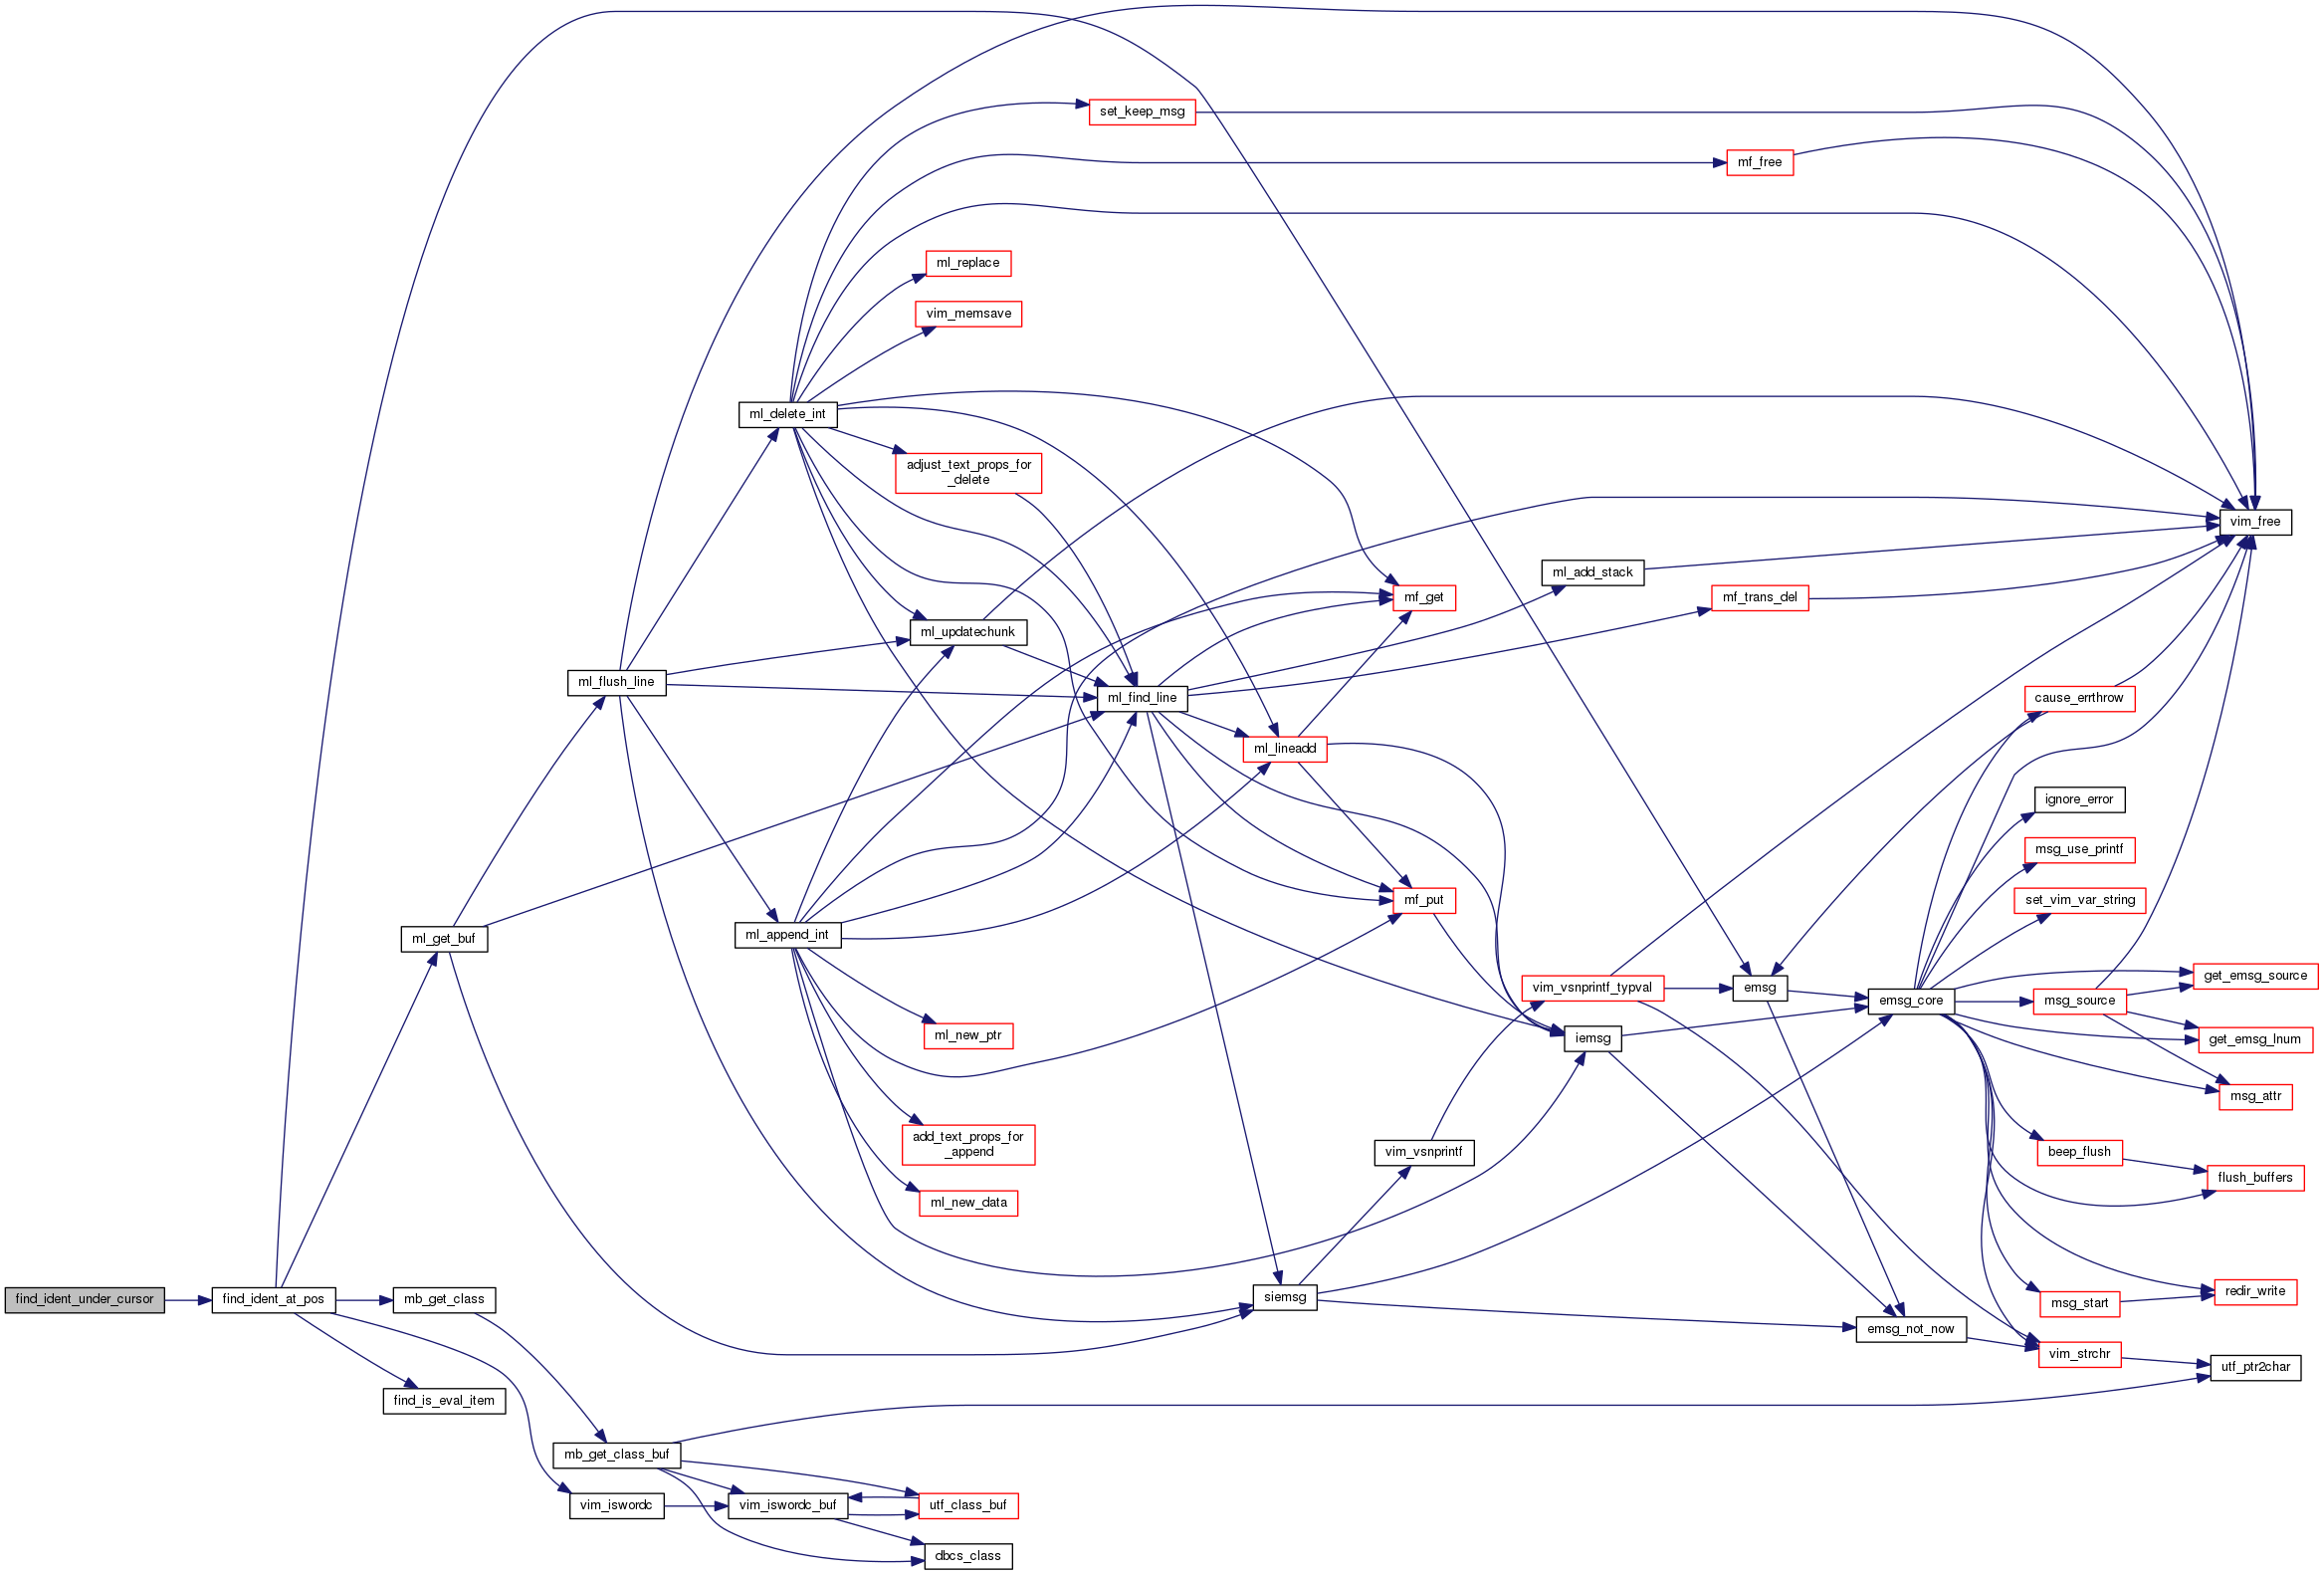 set_keep_msg
mf_free
ml_replace
vim_memsave
ml_delete_int
adjust_text_props_for
_delete
vim_free
ml_add_stack
mf_get
mf_trans_del
ml_updatechunk
ml_flush_line
ml_find_line
cause_errthrow
ml_lineadd
ignore_error
msg_use_printf
mf_put
set_vim_var_string
ml_append_int
ml_get_buf
get_emsg_source
vim_vsnprintf_typval
emsg
emsg_core
msg_source
ml_new_ptr
iemsg
get_emsg_lnum
msg_attr
add_text_props_for
_append
vim_vsnprintf
beep_flush
flush_buffers
ml_new_data
find_ident_under_cursor
find_ident_at_pos
mb_get_class
siemsg
redir_write
msg_start
emsg_not_now
vim_strchr
utf_ptr2char
find_is_eval_item
mb_get_class_buf
vim_iswordc
vim_iswordc_buf
utf_class_buf
dbcs_class